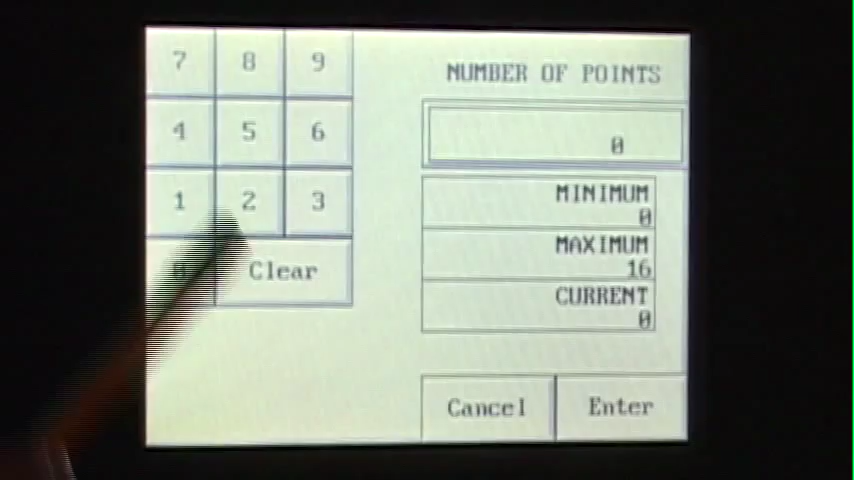 7 8 9
4 5 6
1 2 3
Clear
NUMBER OF POINTS
0
MINIMUM
0
MAXIMUM
16
CURRENT
0
Cancel Enter